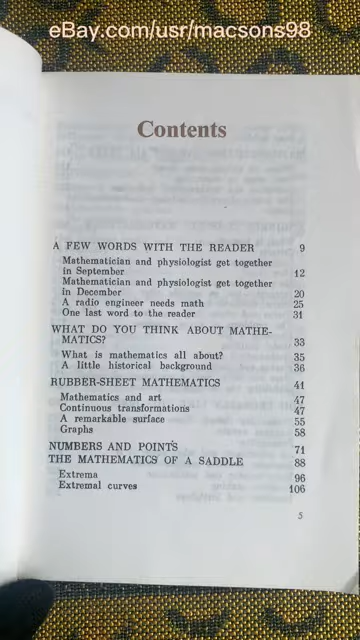 eBay.com/usr/macsons98
Contents
A FEW WORDS WITH THE READER 9
Mathematician and physiologist get together
in September 12
Mathematician and physiologist get together
in December 20
A radio engineer needs math 25
One last word to the reader 31
WHAT DO YOU THINK ABOUT MATHE-
MATICS? 33
What is mathematics all about? 35
A little historical background 36
RUBBER-SHEET MATHEMATICS 41
Mathematics and art 47
Continuous transformations 47
A remarkable surface 55
Graphs 58
NUMBERS AND POINTS 71
THE MATHEMATICS OF A SADDLE 88
Extrema 96
Extremal curves 106
5